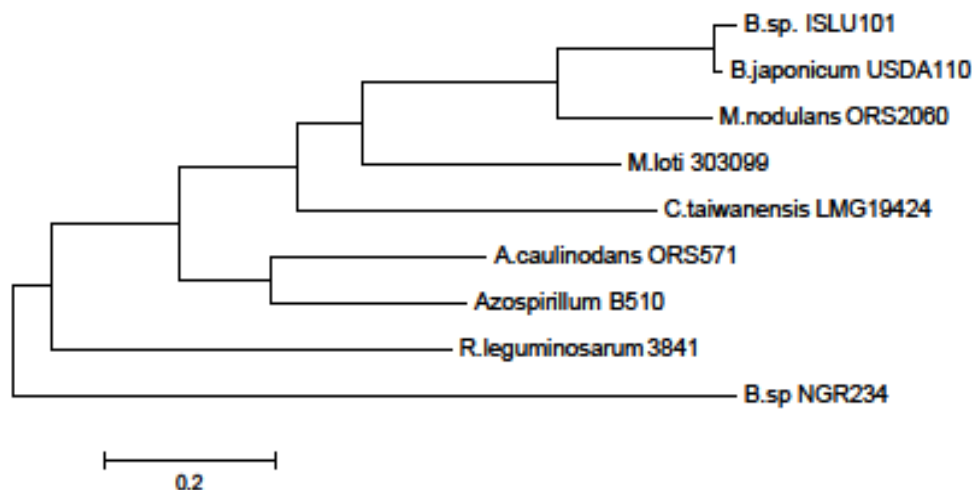 B.sp. ISLU101
B.japonicum USDA110
M.nodulans ORS2060
M.loti 303099
C.taiwanensis LMG19424
A.caulinodans ORS571
Azospirillum B510
R.leguminosarum 3841
B.sp NGR234
0.2